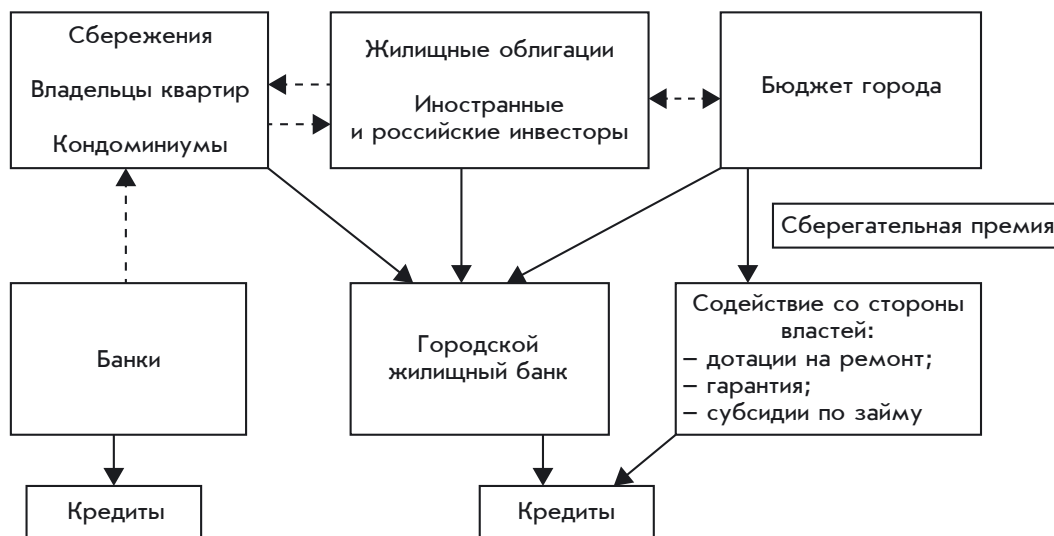 Сбережения
Владельцы квартир
Кондоминиумы
Жилищные облигации
Иностранные
и российские инвесторы
Бюджет города
Сберегательная премия
Банки
Городской
жилищный банк
Содействие со стороны
властей:
– дотации на ремонт;
– гарантия;
– субсидии по займу
Кредиты
Кредиты